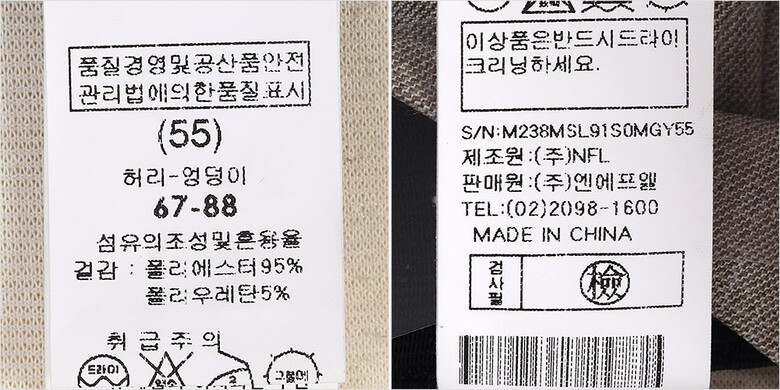 품질경영및공산품안전
관리법에의한품질표시
(55)
허리-엉덩이
67-88
섬유의조성및혼용율
겉감 : 폴리에스터95%
폴리우레탄5%
취급주의
드라이
이상품은반드시드라이
크리닝하세요.
S/N:M238MSL91S0MGY55
제조원:(주)NFL
판매원:(주)엔에프엘
TEL:(02)2098-1600
MADE IN CHINA
검사필
檢